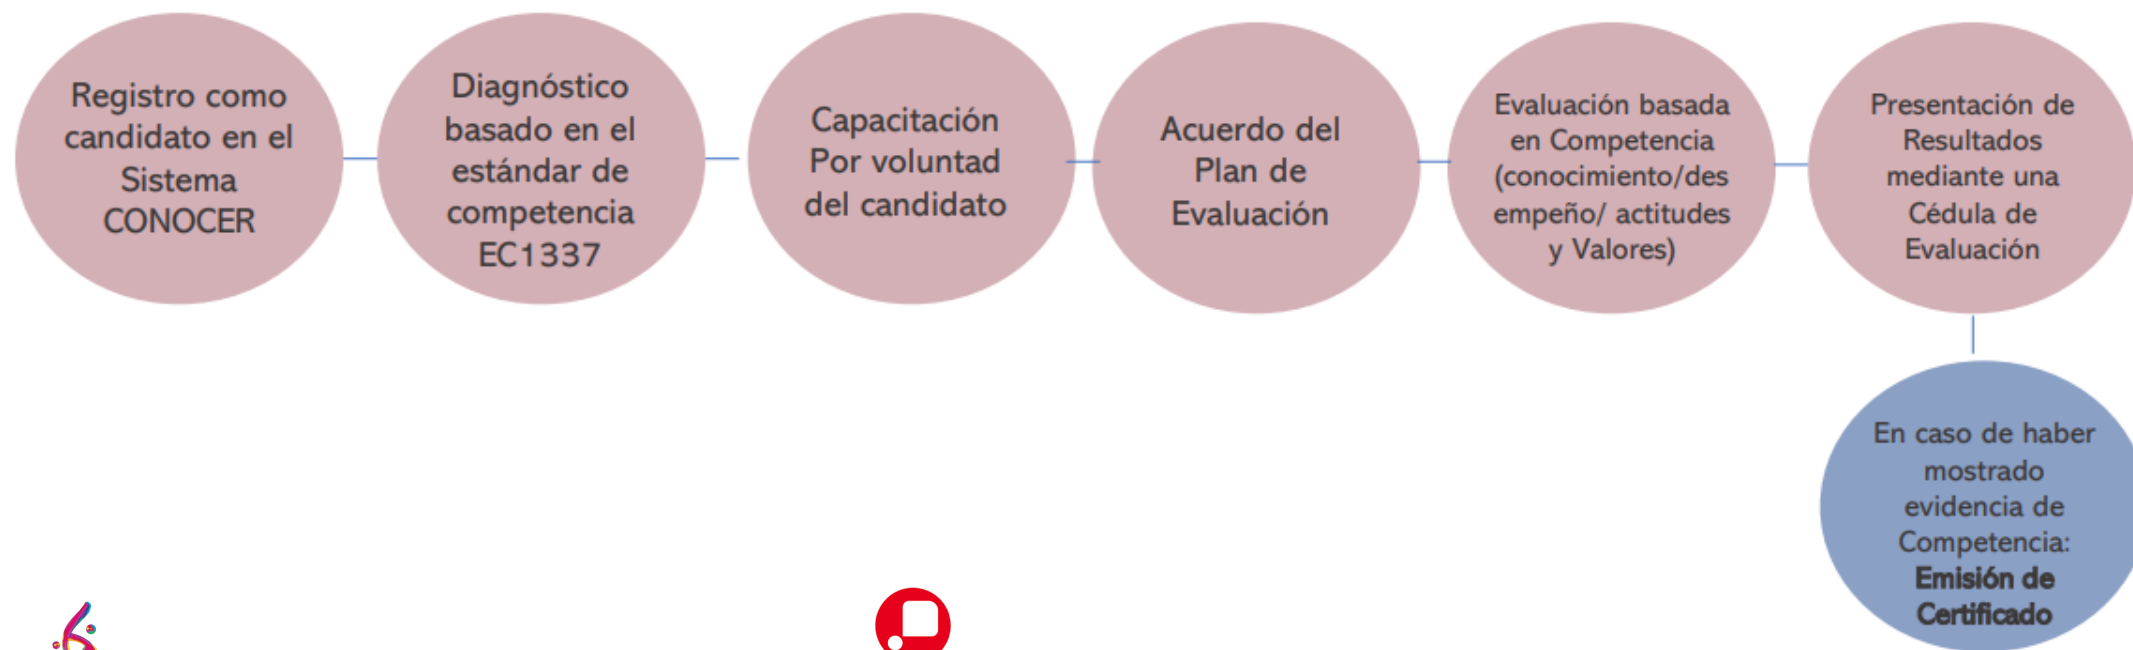 Registro como
candidato en el
Sistema
CONOCER
Diagnóstico
basado en el
estándar de
competencia
EC1337
Capacitación
Por voluntad
del candidato
Acuerdo del
Plan de
Evaluación
Evaluación basada
en Competencia
(conocimiento/des
empeño/ actitudes
y Valores)
Presentación de
Resultados
mediante una
Cédula de
Evaluación
En caso de haber
mostrado
evidencia de
Competencia:
Emisión de
Certificado